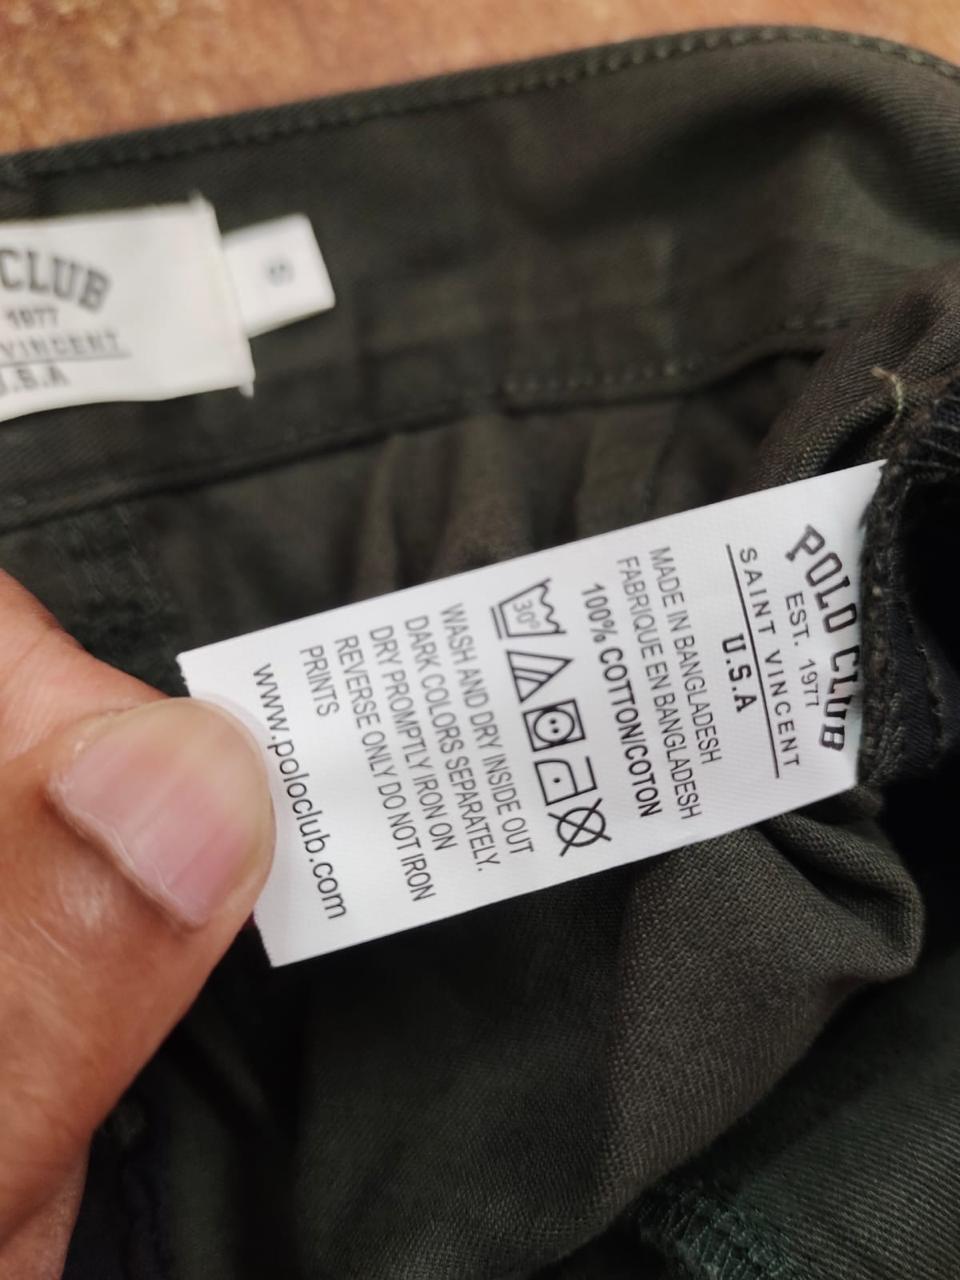 CLUB
1977
VINCENT
U.S.A
POLO CLUB
EST. 1977
SAINT VINCENT
U.S.A
MADE IN BANGLADESH
FABRIQUE EN BANGLADESH
100% COTTON/COTON
30°
WASH AND DRY INSIDE OUT
DARK COLORS SEPARATELY.
DRY PROMPTLY IRON ON
REVERSE ONLY DO NOT IRON
PRINTS
www.poloclub.com